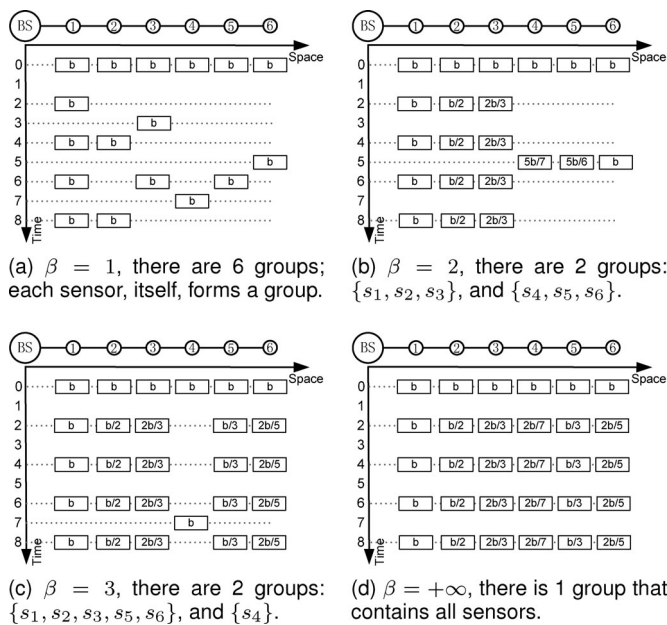 BS 1 2 3 4 5 6
Space
0 b b b b b b
1
2 b
3 b
4 b b
5 b
6 b b b
7 b
8 b b
Time
(a) β = 1, there are 6 groups;
each sensor, itself, forms a group.
BS 1 2 3 4 5 6
Space
0 b b b b b b
1
2 b b/2 2b/3
3
4 b b/2 2b/3
5 5b/7 5b/6 b
6 b b/2 2b/3
7
8 b b/2 2b/3
Time
(b) β = 2, there are 2 groups:
{s1, s2, s3}, and {s4, s5, s6}.
BS 1 2 3 4 5 6
Space
0 b b b b b b
1
2 b b/2 2b/3 b/3 2b/5
3
4 b b/2 2b/3 b/3 2b/5
5
6 b b/2 2b/3 b/3 2b/5
7 b
8 b b/2 2b/3 b/3 2b/5
Time
(c) β = 3, there are 2 groups:
{s1, s2, s3, s5, s6}, and {s4}.
BS 1 2 3 4 5 6
Space
0 b b b b b b
1
2 b b/2 2b/3 2b/7 b/3 2b/5
3
4 b b/2 2b/3 2b/7 b/3 2b/5
5
6 b b/2 2b/3 2b/7 b/3 2b/5
7
8 b b/2 2b/3 2b/7 b/3 2b/5
Time
(d) β = +∞, there is 1 group that
contains all sensors.